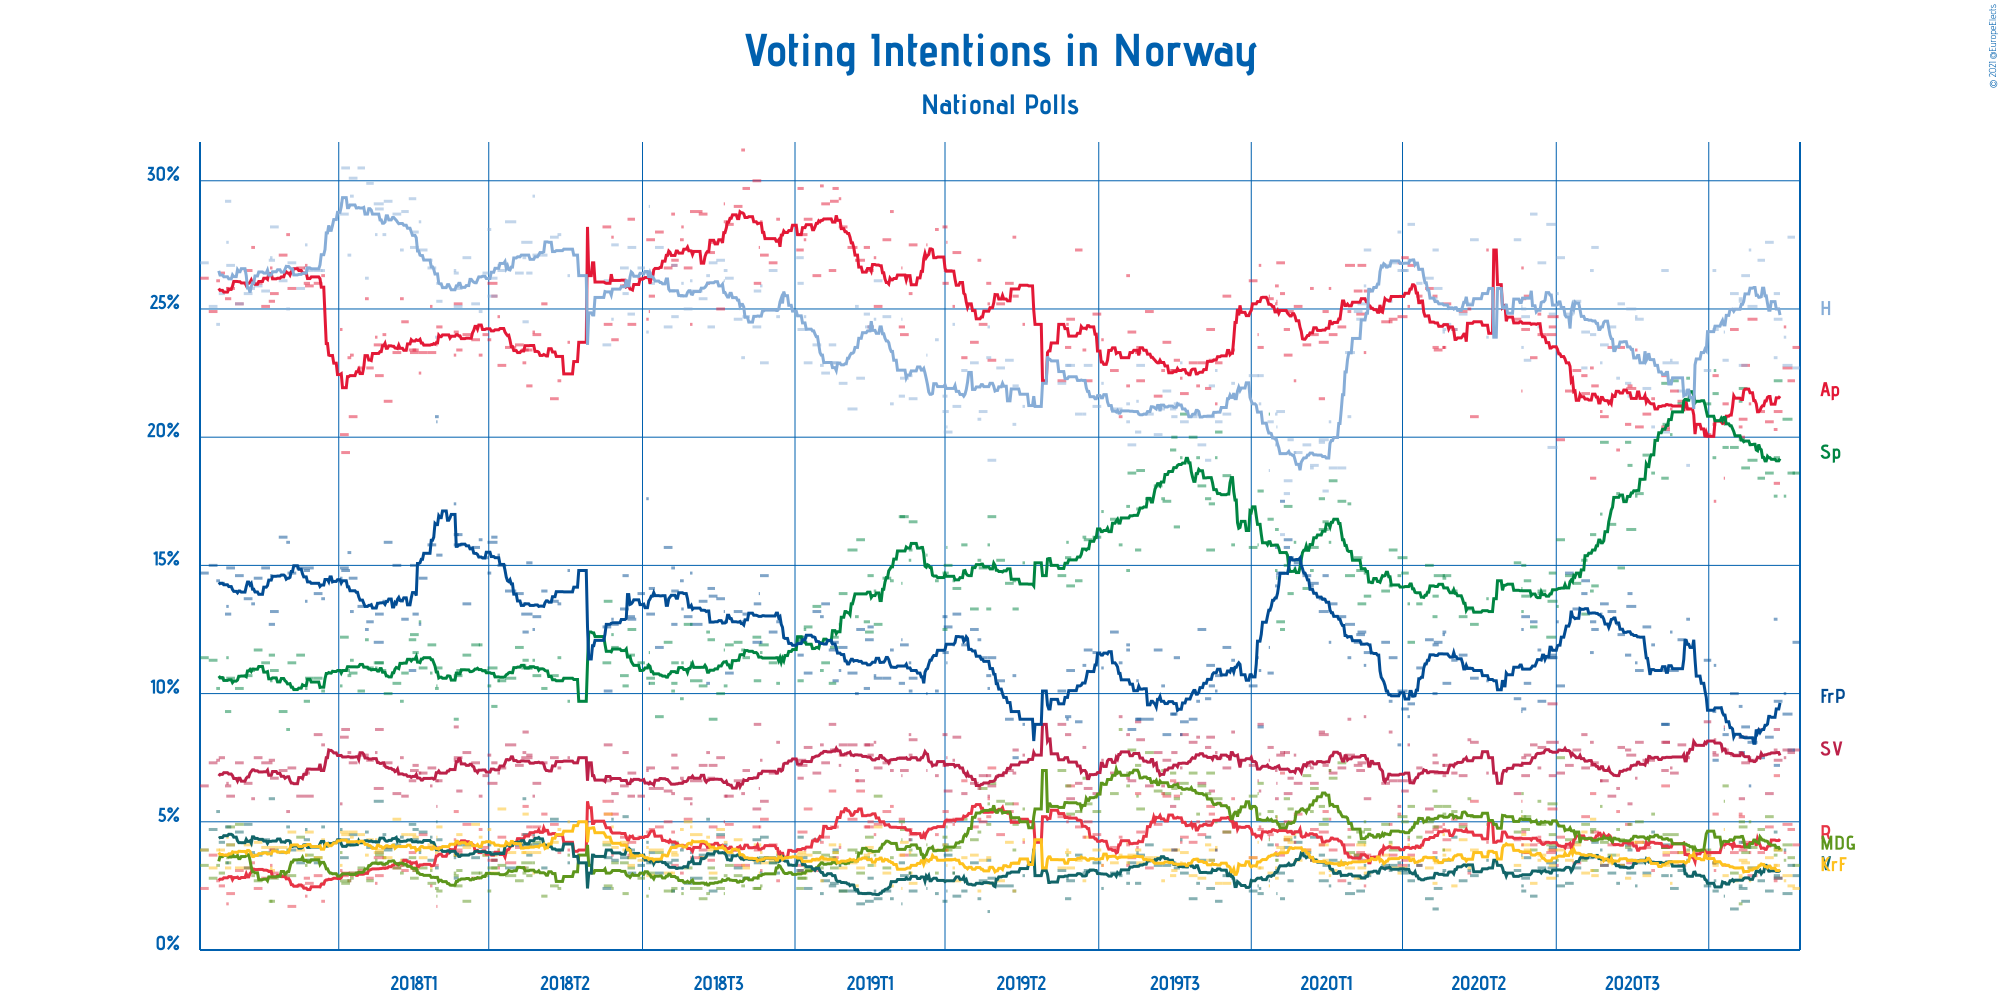 © 2021 @EuropeElects
Voting Intentions in Norway
National Polls
30%
25%
20%
15%
10%
5%
0%
H
Ap
Sp
FrP
SV
R
MDG
KrF
2018T1 2018T2 2018T3 2019T1 2019T2 2019T3 2020T1 2020T2 2020T3